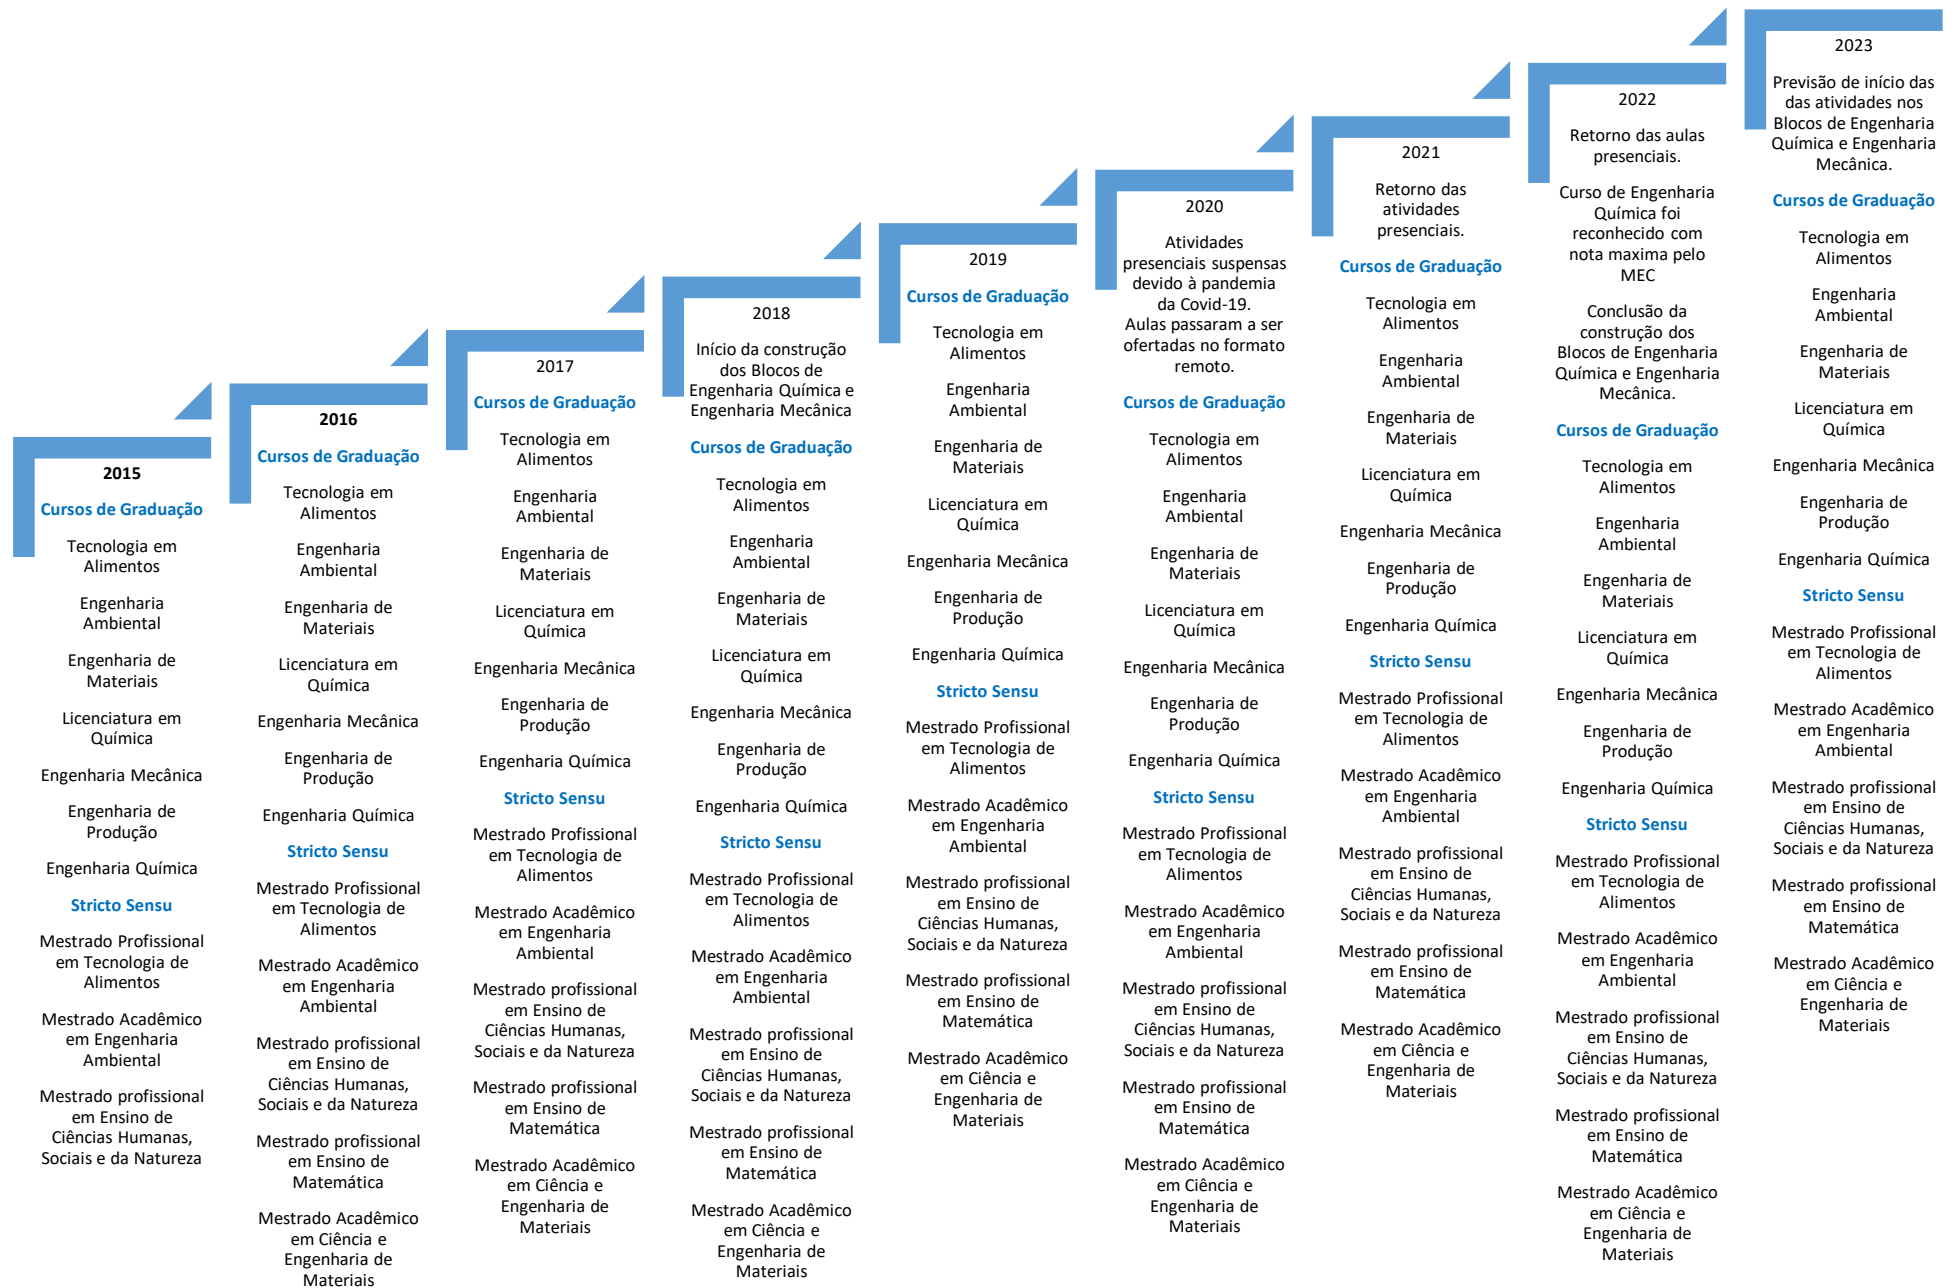 2015
Cursos de Graduação
Tecnologia em
Alimentos
Engenharia
Ambiental
Engenharia de
Materiais
Licenciatura em
Química
Engenharia Mecânica
Engenharia de
Produção
Engenharia Química
Stricto Sensu
Mestrado Profissional
em Tecnologia de
Alimentos
Mestrado Acadêmico
em Engenharia
Ambiental
Mestrado profissional
em Ensino de
Ciências Humanas,
Sociais e da Natureza
2016
Cursos de Graduação
Tecnologia em
Alimentos
Engenharia
Ambiental
Engenharia de
Materiais
Licenciatura em
Química
Engenharia Mecânica
Engenharia de
Produção
Engenharia Química
Stricto Sensu
Mestrado Profissional
em Tecnologia de
Alimentos
Mestrado Acadêmico
em Engenharia
Ambiental
Mestrado profissional
em Ensino de
Ciências Humanas,
Sociais e da Natureza
Mestrado profissional
em Ensino de
Matemática
Mestrado Acadêmico
em Ciência e
Engenharia de
Materiais
2017
Cursos de Graduação
Tecnologia em
Alimentos
Engenharia
Ambiental
Engenharia de
Materiais
Licenciatura em
Química
Engenharia Mecânica
Engenharia de
Produção
Engenharia Química
Stricto Sensu
Mestrado Profissional
em Tecnologia de
Alimentos
Mestrado Acadêmico
em Engenharia
Ambiental
Mestrado profissional
em Ensino de
Ciências Humanas,
Sociais e da Natureza
Mestrado profissional
em Ensino de
Matemática
Mestrado Acadêmico
em Ciência e
Engenharia de
Materiais
2018
Início da construção
dos Blocos de
Engenharia Química e
Engenharia Mecânica
Cursos de Graduação
Tecnologia em
Alimentos
Engenharia
Ambiental
Engenharia de
Materiais
Licenciatura em
Química
Engenharia Mecânica
Engenharia de
Produção
Engenharia Química
Stricto Sensu
Mestrado Profissional
em Tecnologia de
Alimentos
Mestrado Acadêmico
em Engenharia
Ambiental
Mestrado profissional
em Ensino de
Ciências Humanas,
Sociais e da Natureza
Mestrado profissional
em Ensino de
Matemática
Mestrado Acadêmico
em Ciência e
Engenharia de
Materiais
2019
Cursos de Graduação
Tecnologia em
Alimentos
Engenharia
Ambiental
Engenharia de
Materiais
Licenciatura em
Química
Engenharia Mecânica
Engenharia de
Produção
Engenharia Química
Stricto Sensu
Mestrado Profissional
em Tecnologia de
Alimentos
Mestrado Acadêmico
em Engenharia
Ambiental
Mestrado profissional
em Ensino de
Ciências Humanas,
Sociais e da Natureza
Mestrado profissional
em Ensino de
Matemática
Mestrado Acadêmico
em Ciência e
Engenharia de
Materiais
2020
Atividades
presenciais suspensas
devido à pandemia
da Covid-19.
Aulas passaram a ser
ofertadas no formato
remoto.
Cursos de Graduação
Tecnologia em
Alimentos
Engenharia
Ambiental
Engenharia de
Materiais
Licenciatura em
Química
Engenharia Mecânica
Engenharia de
Produção
Engenharia Química
Stricto Sensu
Mestrado Profissional
em Tecnologia de
Alimentos
Mestrado Acadêmico
em Engenharia
Ambiental
Mestrado profissional
em Ensino de
Ciências Humanas,
Sociais e da Natureza
Mestrado profissional
em Ensino de
Matemática
Mestrado Acadêmico
em Ciência e
Engenharia de
Materiais
2021
Retorno das
atividades
presenciais.
Cursos de Graduação
Tecnologia em
Alimentos
Engenharia
Ambiental
Engenharia de
Materiais
Licenciatura em
Química
Engenharia Mecânica
Engenharia de
Produção
Engenharia Química
Stricto Sensu
Mestrado Profissional
em Tecnologia de
Alimentos
Mestrado Acadêmico
em Engenharia
Ambiental
Mestrado profissional
em Ensino de
Ciências Humanas,
Sociais e da Natureza
Mestrado profissional
em Ensino de
Matemática
Mestrado Acadêmico
em Ciência e
Engenharia de
Materiais
2022
Retorno das aulas
presenciais.
Curso de Engenharia
Química foi
reconhecido com
nota maxima pelo
MEC
Conclusão da
construção dos
Blocos de Engenharia
Química e Engenharia
Mecânica.
Cursos de Graduação
Tecnologia em
Alimentos
Engenharia
Ambiental
Engenharia de
Materiais
Licenciatura em
Química
Engenharia Mecânica
Engenharia de
Produção
Engenharia Química
Stricto Sensu
Mestrado Profissional
em Tecnologia de
Alimentos
Mestrado Acadêmico
em Engenharia
Ambiental
Mestrado profissional
em Ensino de
Ciências Humanas,
Sociais e da Natureza
Mestrado profissional
em Ensino de
Matemática
Mestrado Acadêmico
em Ciência e
Engenharia de
Materiais
2023
Previsão de início das
das atividades nos
Blocos de Engenharia
Química e Engenharia
Mecânica.
Cursos de Graduação
Tecnologia em
Alimentos
Engenharia
Ambiental
Engenharia de
Materiais
Licenciatura em
Química
Engenharia Mecânica
Engenharia de
Produção
Engenharia Química
Stricto Sensu
Mestrado Profissional
em Tecnologia de
Alimentos
Mestrado Acadêmico
em Engenharia
Ambiental
Mestrado profissional
em Ensino de
Ciências Humanas,
Sociais e da Natureza
Mestrado profissional
em Ensino de
Matemática
Mestrado Acadêmico
em Ciência e
Engenharia de
Materiais